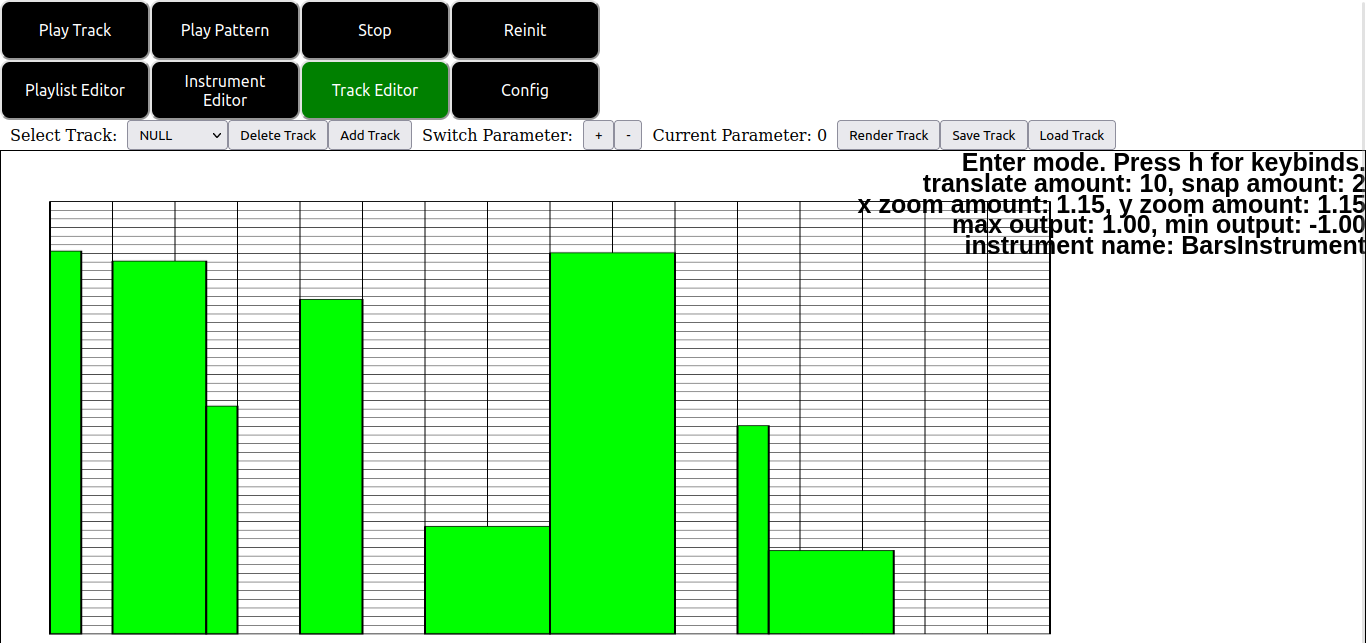 Play Track Play Pattern Stop Reinit
Playlist Editor Instrument Editor Track Editor Config
Select Track: NULL Delete Track Add Track Switch Parameter: + - Current Parameter: 0 Render Track Save Track Load Track
Enter mode. Press h for keybinds.
translate amount: 10, snap amount: 2
x zoom amount: 1.15, y zoom amount: 1.15
max output: 1.00, min output: -1.00
instrument name: BarsInstrument